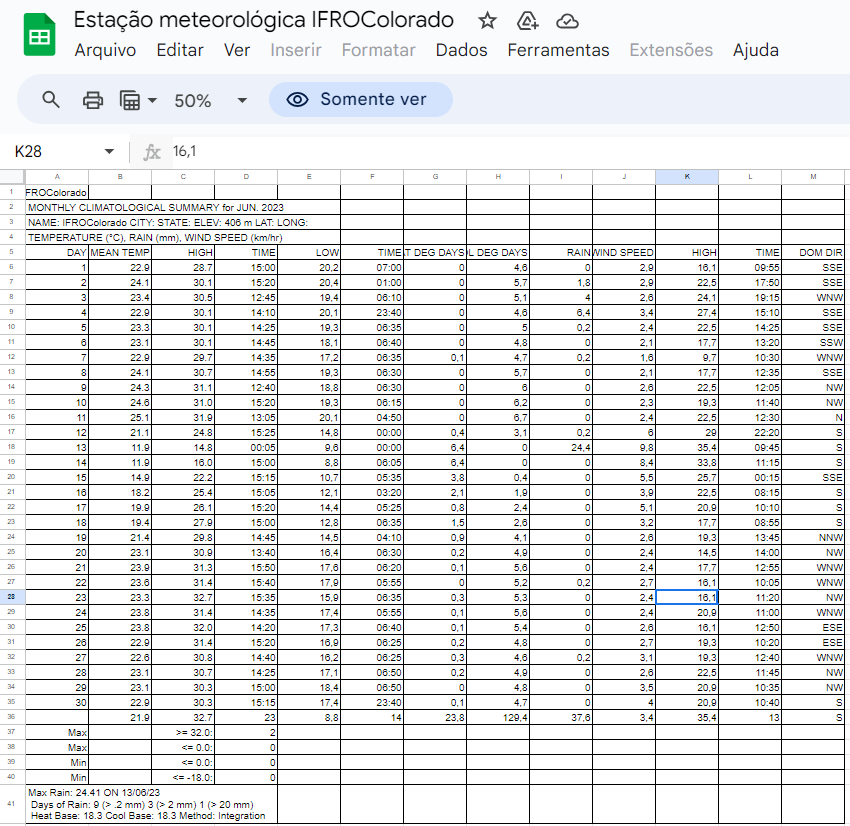 Estação meteorológica IFROColorado
Arquivo Editar Ver Inserir Formatar Dados Ferramentas Extensões Ajuda
50% Somente ver
K28 fx 16,1
A B C D E F G H I J K L M
1 FROColorado
2 MONTHLY CLIMATOLOGICAL SUMMARY for JUN. 2023
3 NAME: IFROColorado CITY: STATE: ELEV: 406 m LAT: LONG:
4 TEMPERATURE (°C), RAIN (mm), WIND SPEED (km/hr)
5 DAY MEAN TEMP HIGH TIME LOW TIME T DEG DAYS L DEG DAYS RAIN WIND SPEED HIGH TIME DOM DIR
6 1 22.9 28.7 15:00 20,2 07:00 0 4,6 0 2,9 16,1 09:55 SSE
7 2 24.1 30.1 15:20 20,4 01:00 0 5,7 1,8 2,9 22,5 17:50 SSE
8 3 23.4 30.5 12:45 19,4 06:10 0 5,1 4 2,6 24,1 19:15 WNW
9 4 22.9 30.1 14:10 20,1 23:40 0 4,6 6,4 3,4 27,4 15:10 SSE
10 5 23.3 30.1 14:25 19,3 06:35 0 5 0,2 2,4 22,5 14:25 SSE
11 6 23.1 30.1 14:45 18,1 06:40 0 4,8 0 2,1 17,7 13:20 SSW
12 7 22.9 29.7 14:35 17,2 06:35 0,1 4,7 0,2 1,6 9,7 10:30 WNW
13 8 24.1 30.7 14:55 19,3 06:30 0 5,7 0 2,1 17,7 12:35 SSE
14 9 24.3 31.1 12:40 18,8 06:30 0 6 0 2,6 22,5 12:05 NW
15 10 24.6 31.0 15:20 19,3 06:15 0 6,2 0 2,3 19,3 11:40 NW
16 11 25.1 31.9 13:05 20,1 04:50 0 6,7 0 2,4 22,5 12:30 N
17 12 21.1 24.8 15:25 14,8 00:00 0,4 3,1 0,2 6 29 22:20 S
18 13 11.9 14.8 00:05 9,6 00:00 6,4 0 24,4 9,8 35,4 09:45 S
19 14 11.9 16.0 15:00 8,8 06:05 6,4 0 0 8,4 33,8 11:15 S
20 15 14.9 22.2 15:15 10,7 05:35 3,8 0,4 0 5,5 25,7 00:15 SSE
21 16 18.2 25.4 15:05 12,1 03:20 2,1 1,9 0 3,9 22,5 08:15 S
22 17 19.9 26.1 15:20 14,4 05:25 0,8 2,4 0 5,1 20,9 10:10 S
23 18 19.4 27.9 15:00 12,8 06:35 1,5 2,6 0 3,2 17,7 08:55 S
24 19 21.4 29.8 14:45 14,5 04:10 0,9 4,1 0 2,6 19,3 13:45 NNW
25 20 23.1 30.9 13:40 16,4 06:30 0,2 4,9 0 2,4 14,5 14:00 NW
26 21 23.9 31.3 15:50 17,6 06:20 0,1 5,6 0 2,4 17,7 12:55 WNW
27 22 23.6 31.4 15:40 17,9 05:55 0 5,2 0,2 2,7 16,1 10:05 WNW
28 23 23.3 32.7 15:35 15,9 06:35 0,3 5,3 0 2,4 16,1 11:20 NW
29 24 23.8 31.4 14:35 17,4 05:55 0,1 5,6 0 2,4 20,9 11:00 WNW
30 25 23.8 32.0 14:20 17,3 06:40 0,1 5,4 0 2,6 16,1 12:50 ESE
31 26 22.9 31.4 15:20 16,9 06:25 0,2 4,8 0 2,7 19,3 10:20 ESE
32 27 22.6 30.8 14:40 16,2 06:25 0,3 4,6 0,2 3,1 19,3 12:40 WNW
33 28 23.1 30.7 14:25 17,1 06:50 0,2 4,9 0 2,6 22,5 11:45 NW
34 29 23.1 30.3 15:00 18,4 06:50 0 4,8 0 3,5 20,9 10:35 NW
35 30 22.9 30.3 15:15 17,4 23:40 0,1 4,7 0 4 20,9 10:40 S
36 21.9 32.7 23 8,8 14 23,8 129,4 37,6 3,4 35,4 13 S
37 Max >= 32.0: 2
38 Max <= 0.0: 0
39 Min <= 0.0: 0
40 Min <= -18.0: 0
Max Rain: 24.41 ON 13/06/23
41 Days of Rain: 9 (> .2 mm) 3 (> 2 mm) 1 (> 20 mm)
Heat Base: 18.3 Cool Base: 18.3 Method: Integration